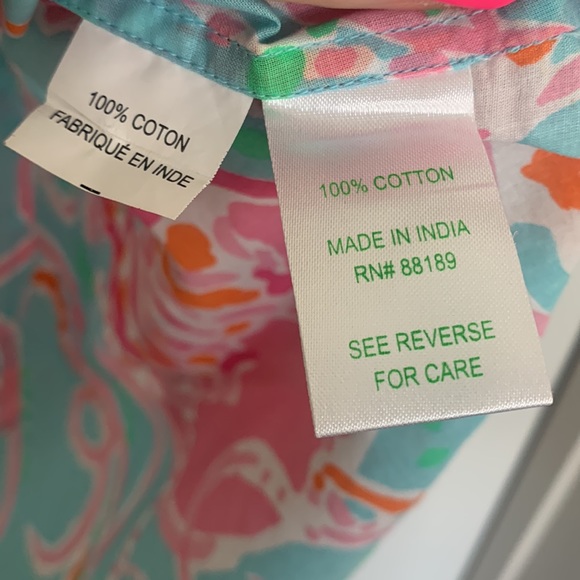 100% COTON
FABRIQUÉ EN INDE
100% COTTON
MADE IN INDIA
RN# 88189
SEE REVERSE
FOR CARE